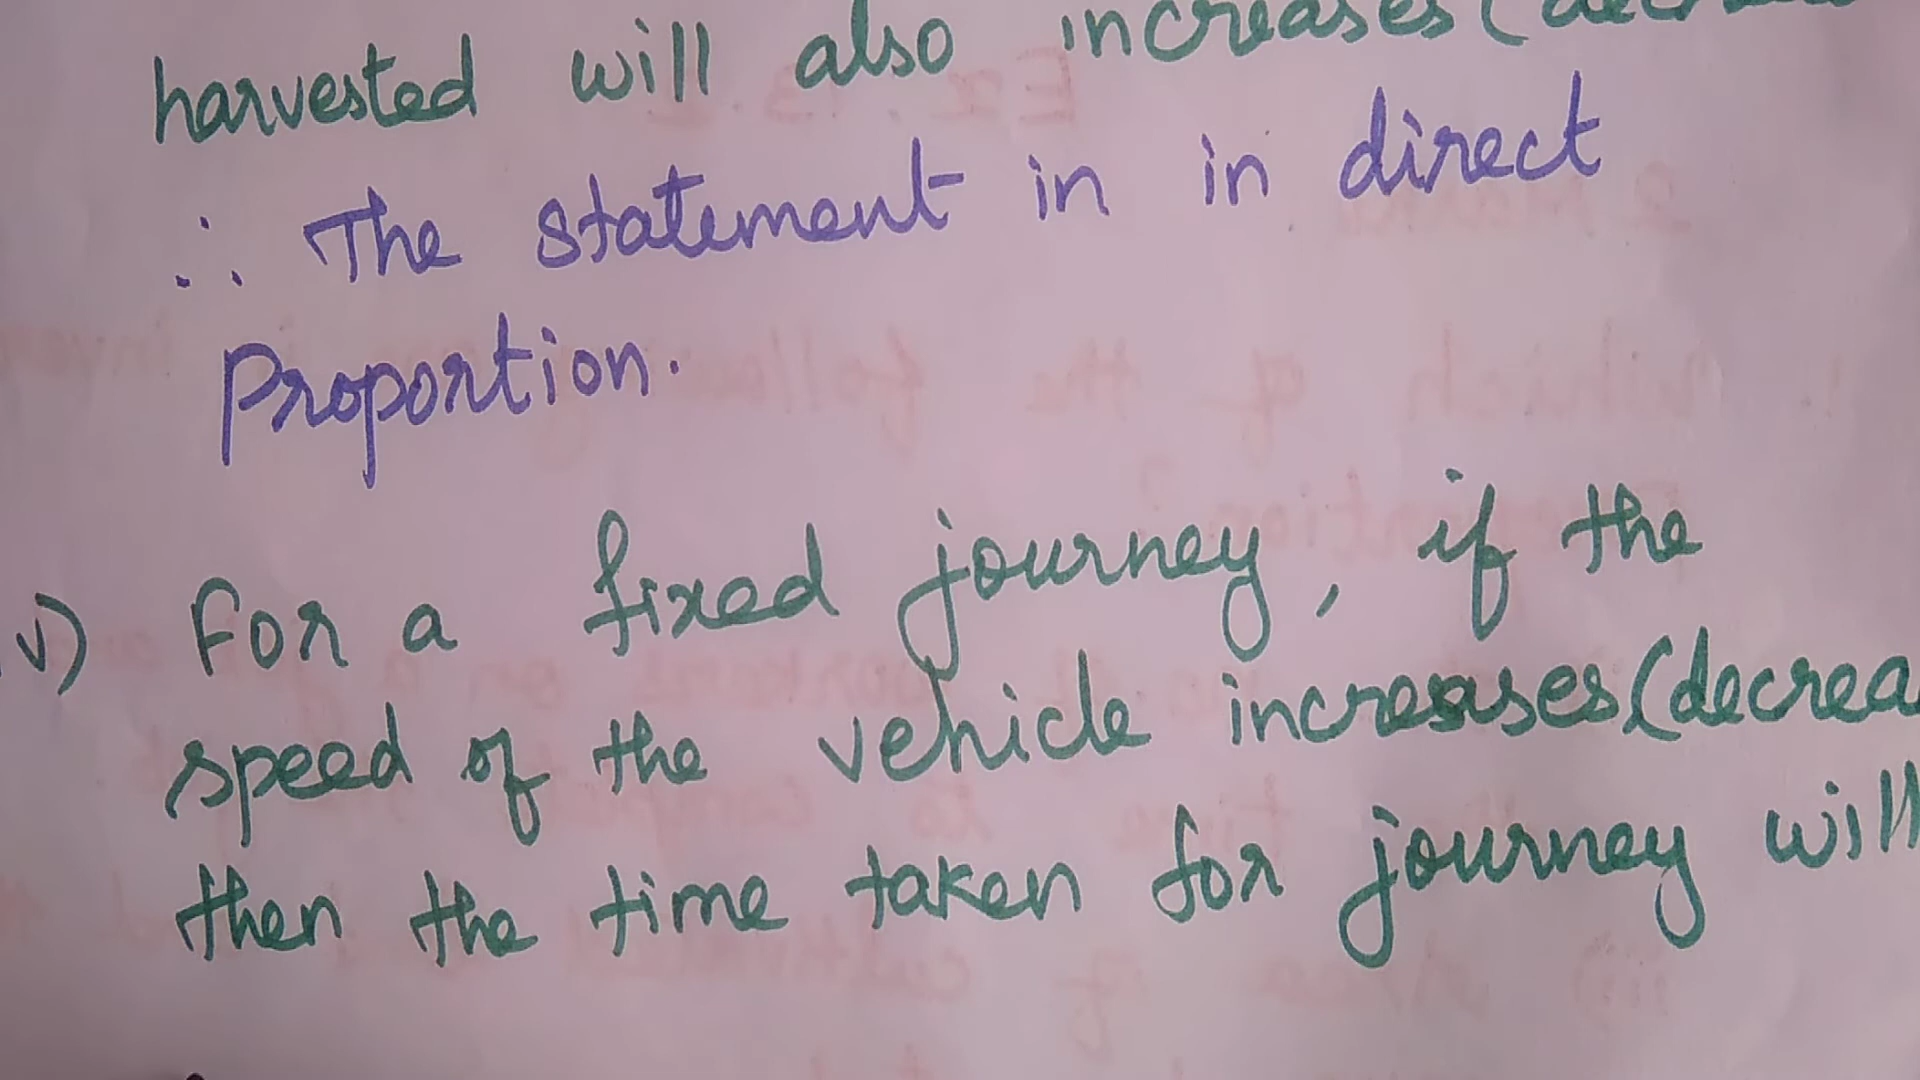 harvested will also increases (
∴ The statement in in direct
Proportion.
v) For a fixed journey, if the
speed of the vehicle increases (decrea
then the time taken for journey will